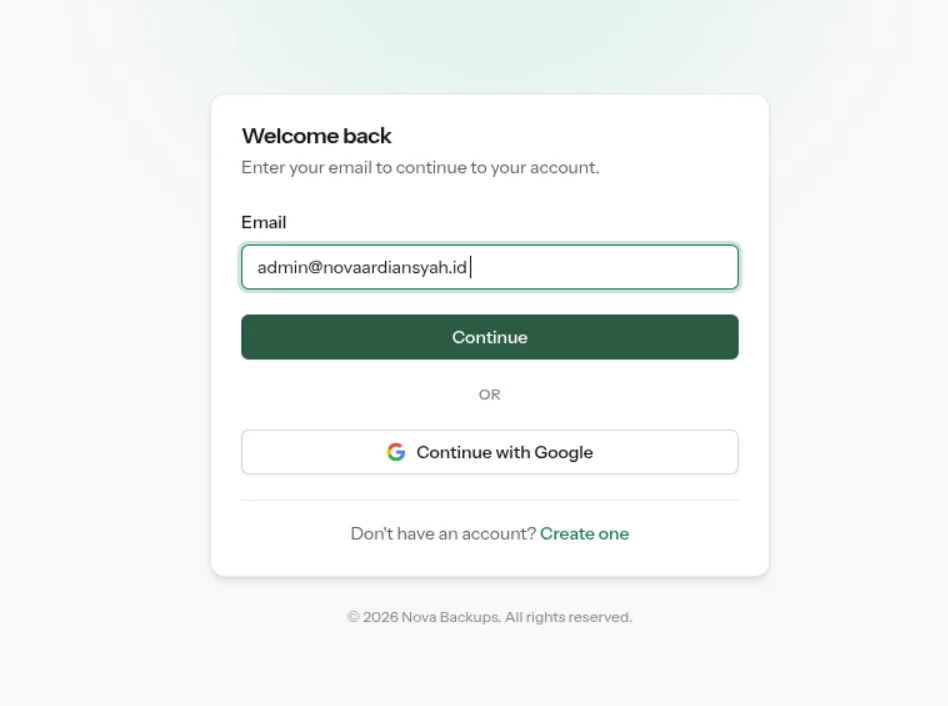 Welcome back
Enter your email to continue to your account.
Email
admin@novaardiansyah.id
Continue
OR
Continue with Google
Don't have an account? Create one
© 2026 Nova Backups. All rights reserved.